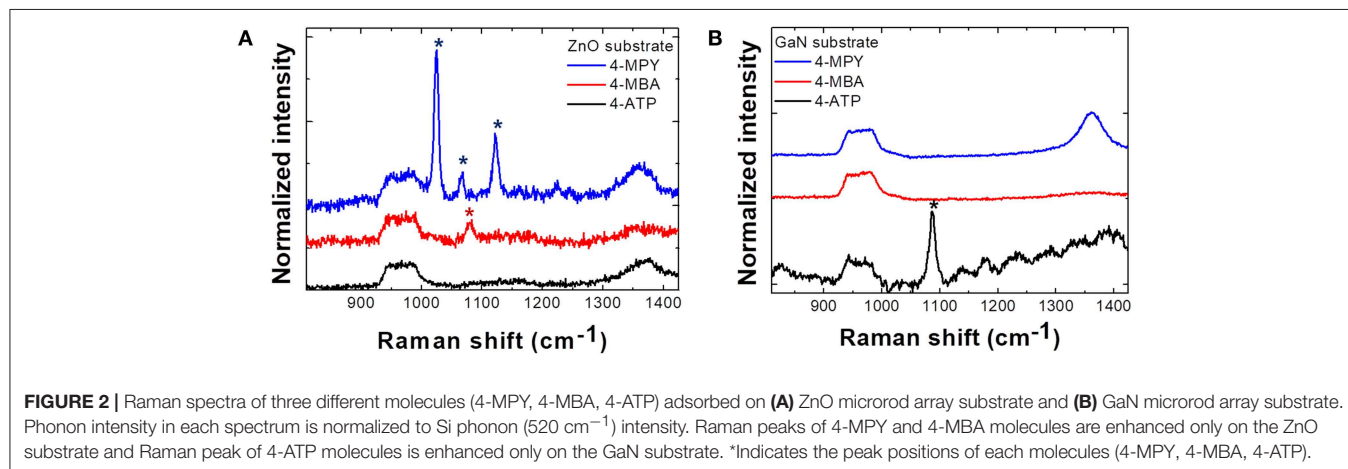 A
ZnO substrate
4-MPY
4-MBA
4-ATP
*
*
*
*
Normalized intensity
900 1000 1100 1200 1300 1400
Raman shift (cm-1)
B
GaN substrate
4-MPY
4-MBA
4-ATP
*
Normalized intensity
900 1000 1100 1200 1300 1400
Raman shift (cm-1)
FIGURE 2 | Raman spectra of three different molecules (4-MPY, 4-MBA, 4-ATP) adsorbed on (A) ZnO microrod array substrate and (B) GaN microrod array substrate.
Phonon intensity in each spectrum is normalized to Si phonon (520 cm−1) intensity. Raman peaks of 4-MPY and 4-MBA molecules are enhanced only on the ZnO
substrate and Raman peak of 4-ATP molecules is enhanced only on the GaN substrate. *Indicates the peak positions of each molecules (4-MPY, 4-MBA, 4-ATP).